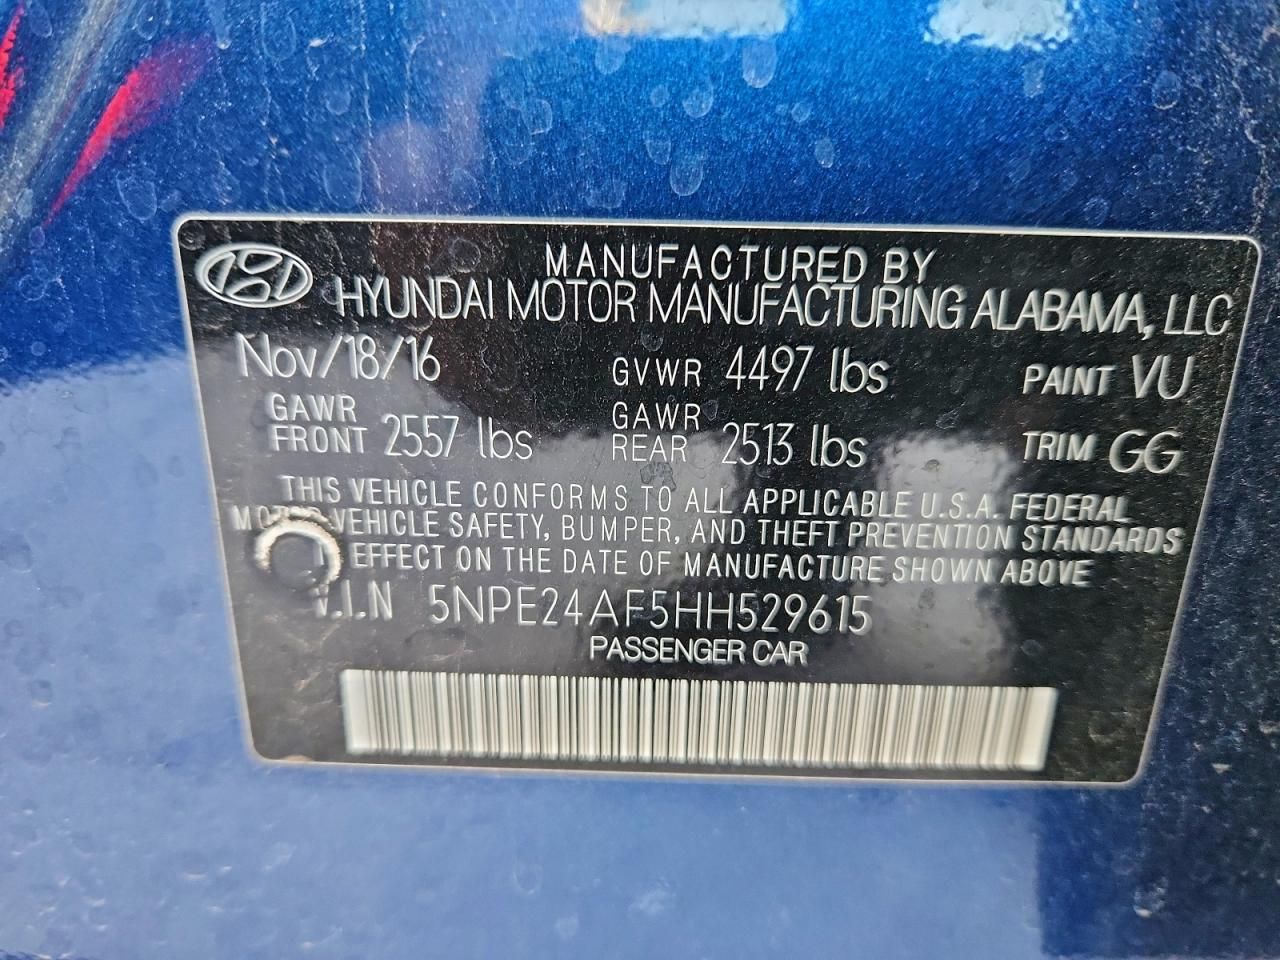 MANUFACTURED BY
HYUNDAI MOTOR MANUFACTURING ALABAMA, LLC
Nov/18/16 GVWR 4497 lbs PAINT VU
GAWR FRONT 2557 lbs GAWR REAR 2513 lbs TRIM GG
THIS VEHICLE CONFORMS TO ALL APPLICABLE U.S.A. FEDERAL
MOTOR VEHICLE SAFETY, BUMPER, AND THEFT PREVENTION STANDARDS
IN EFFECT ON THE DATE OF MANUFACTURE SHOWN ABOVE
V.I.N 5NPE24AF5HH529615
PASSENGER CAR